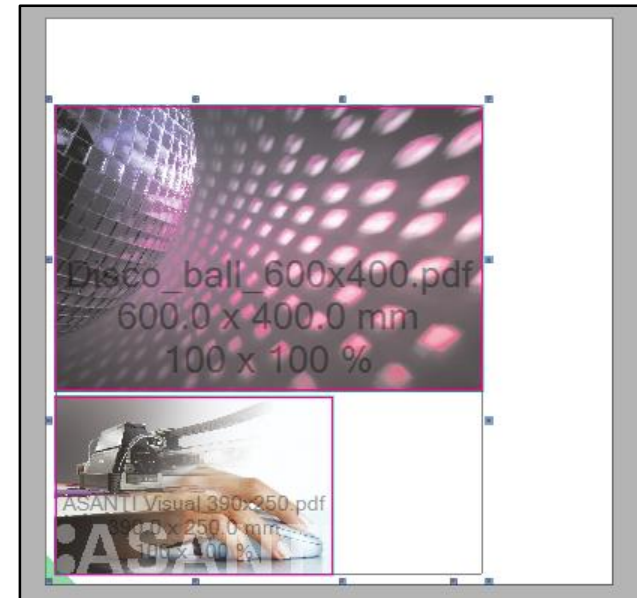 Disco_ball_600x400.pdf
600.0 x 400.0 mm
100 x 100 %
ASANTI Visual 390x250.pdf
390.0 x 250.0 mm
100 x 100 %
:ASANTI